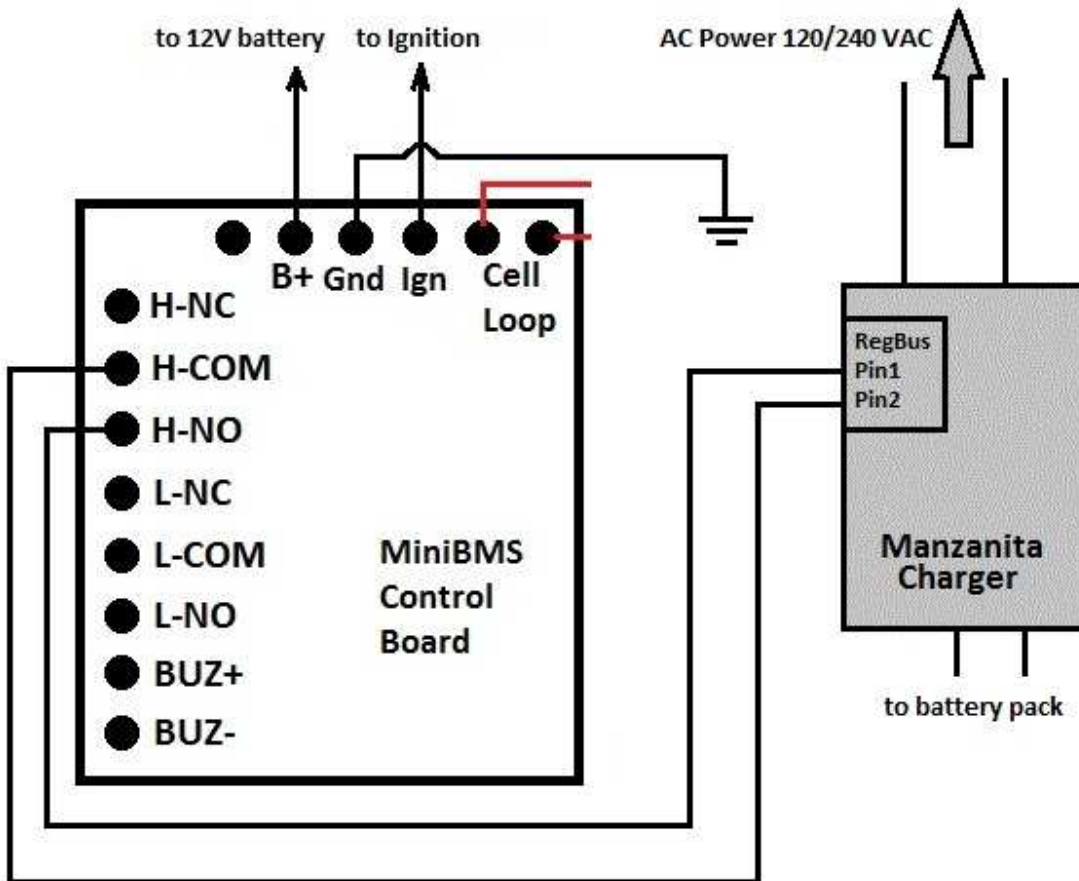 to 12V battery
to Ignition
AC Power 120/240 VAC
B+
Gnd
Ign
Cell
Loop
H-NC
H-COM
H-NO
L-NC
L-COM
L-NO
BUZ+
BUZ-
MiniBMS
Control
Board
RegBus
Pin1
Pin2
Manzanita
Charger
to battery pack